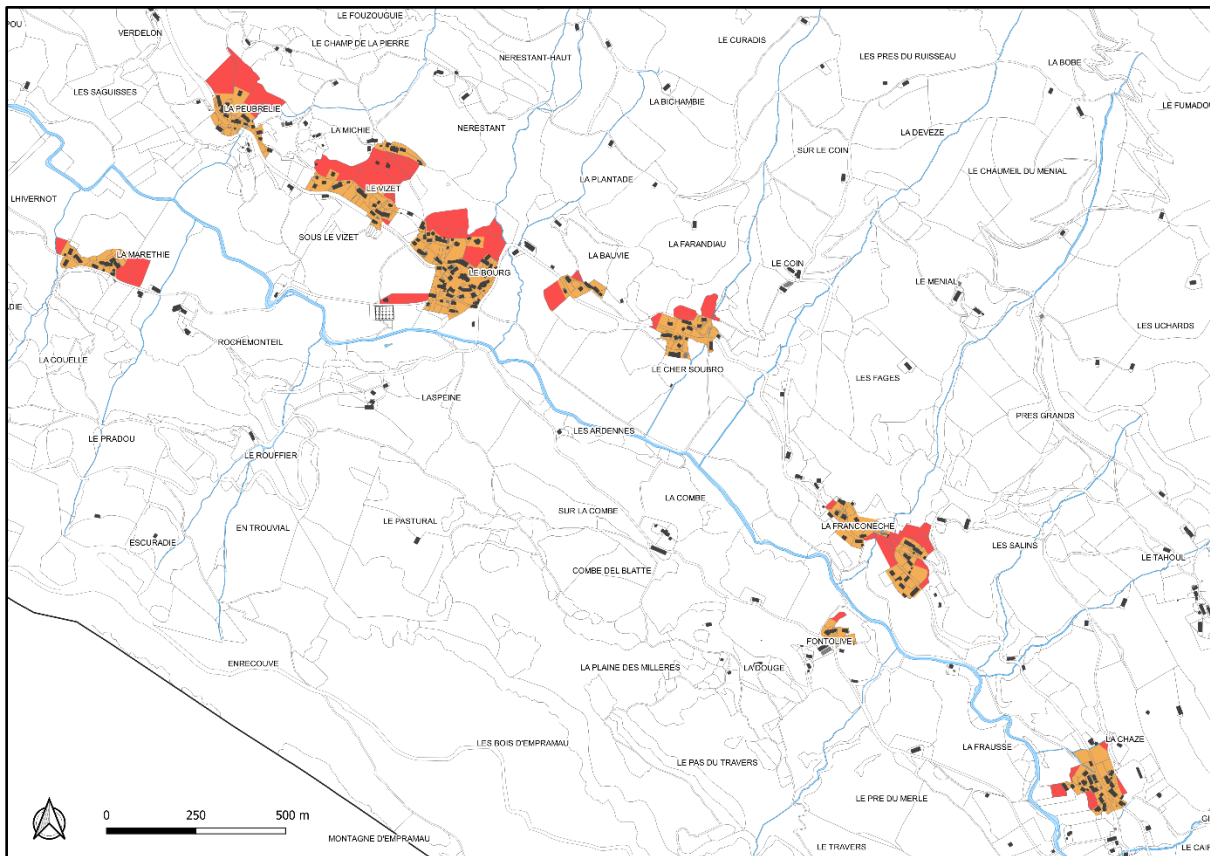 LE FOUZOUGUIE
POU
VERDELON
LE CHAMP DE LA PIERRE
LE CURADIS
NERESTANT-HAUT
LES PRES DU RUISSEAU
LA BOBE
LES SAGUISSES
LA PEUBRELIE
LA BICHAMBIE
LE FUMADOU
LA MICHIE
NERESTANT
LA DEVEZE
SUR LE COIN
LE CHAUMEIL DU MENIAL
LA PLANTADE
LE VIZET
LHIVERNOT
SOUS LE VIZET
LA FARANDIAU
LA MARETHIE
LA BAUVIE
LE COIN
LE BOURG
LE MENIAL
ADIE
LES UCHARDS
ROCHEMONTEIL
LA COUELLE
LE CHER SOUBRO
LES FAGES
LASPEINE
PRES GRANDS
LES ARDENNES
LE PRADOU
LE ROUFFIER
LA COMBE
SUR LA COMBE
LE PASTURAL
EN TROUVIAL
LA FRANCONECHE
ESCURADIE
LES SALINS
LE TAHOUL
COMBE DEL BLATTE
FONTOLIVE
ENRECOUVE
LA PLAINE DES MILLERES
LA DOUGE
LES BOIS D'EMPRAMAU
LA FRAUSSE
LA CHAZE
LE PAS DU TRAVERS
LE PRE DU MERLE
0 250 500 m
MONTAGNE D'EMPRAMAU
LE TRAVERS
LE CAIR